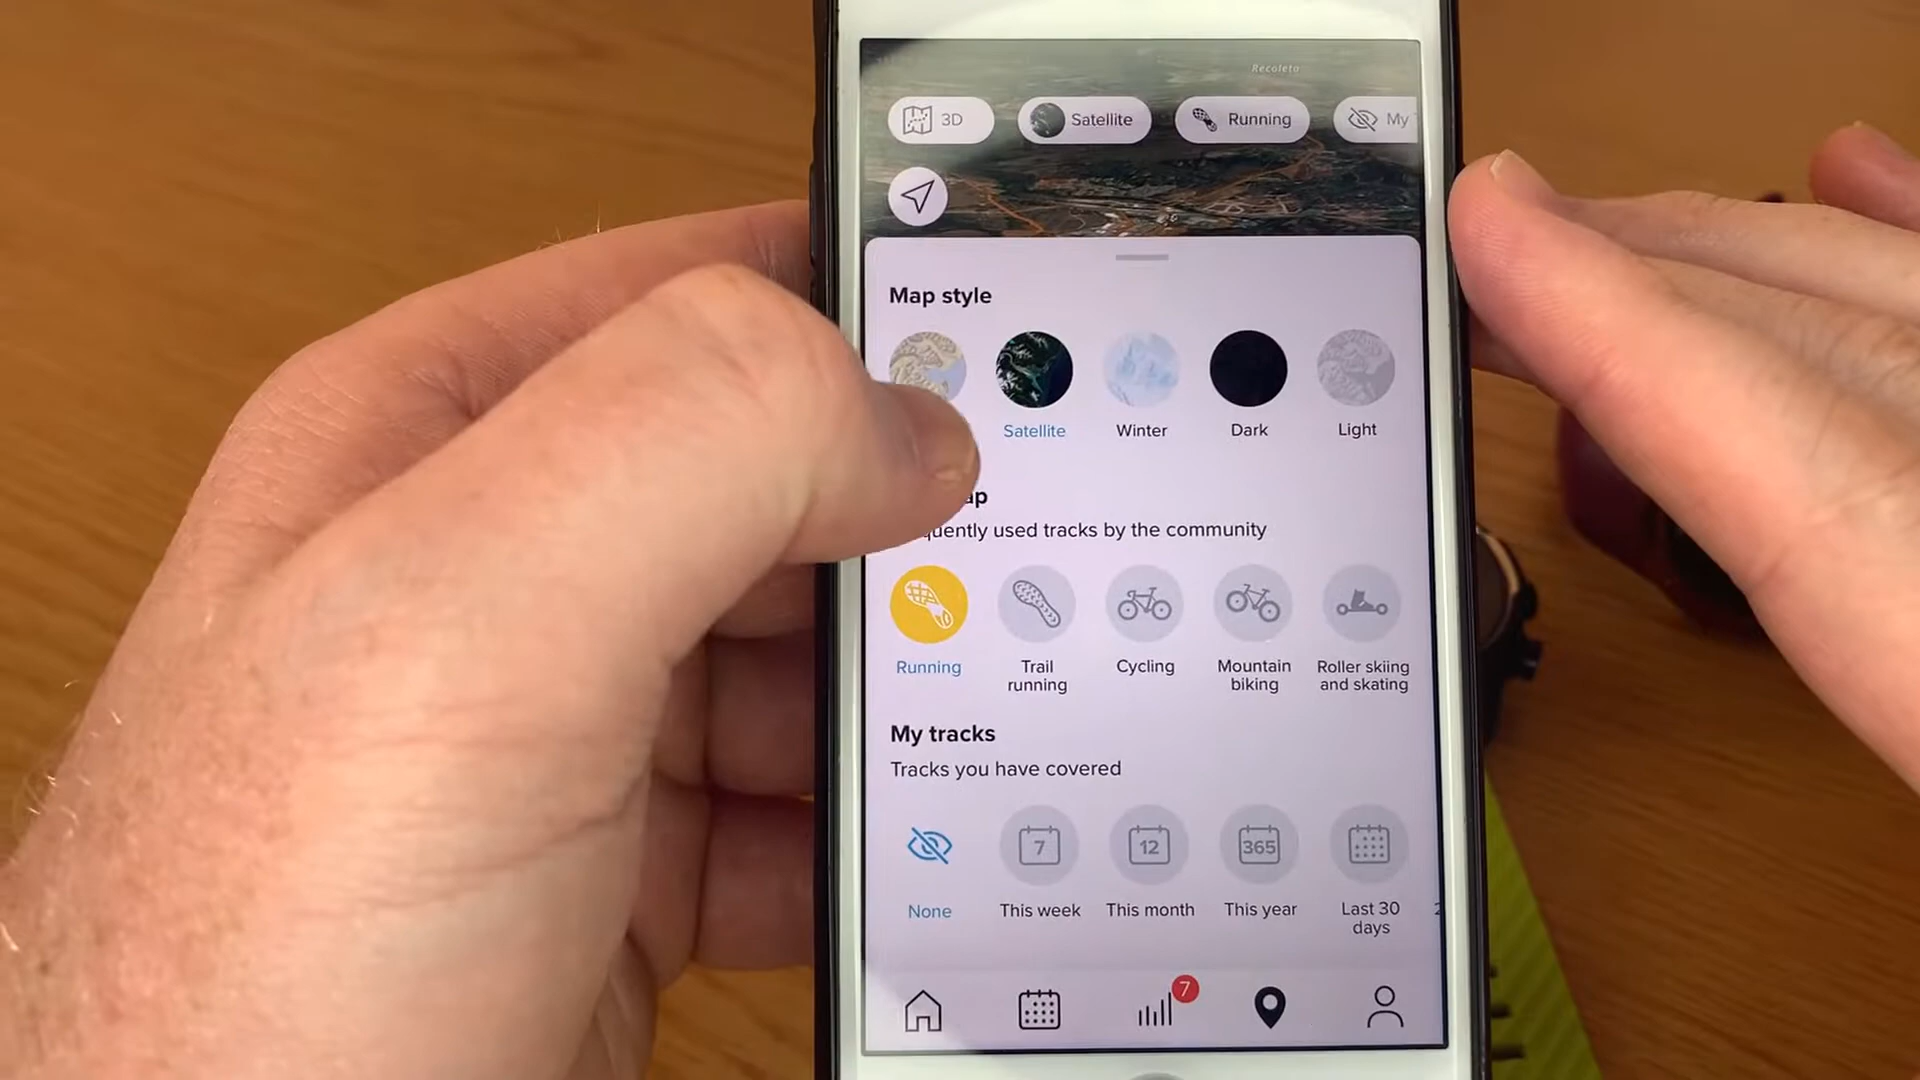 Recoleta
3D
Satellite
Running
My
Map style
Satellite
Winter
Dark
Light
used tracks by the community
Running
Trail
running
Cycling
Mountain
biking
Roller skiing
and skating
My tracks
Tracks you have covered
7
12
365
None
This week
This month
This year
Last 30
days
7